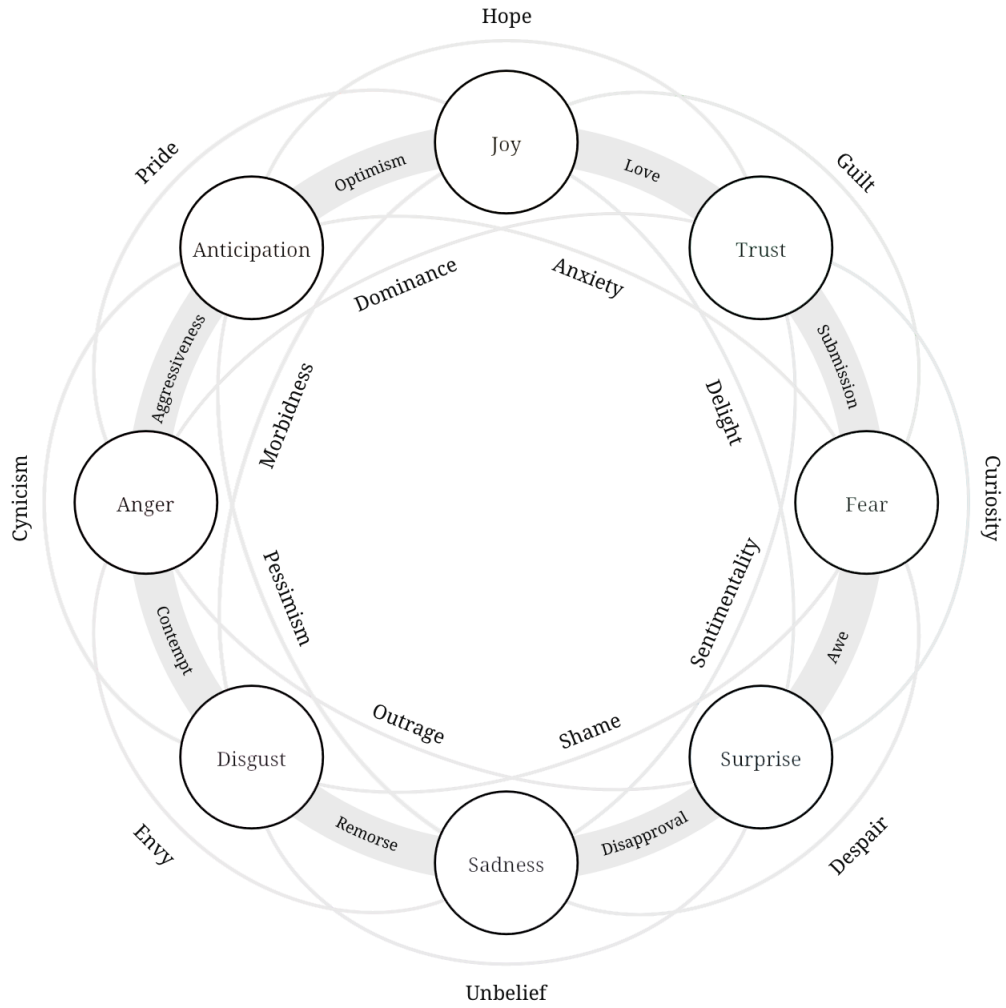 Hope
Joy
Pride
Optimism
Love
Guilt
Anticipation
Trust
Dominance
Anxiety
Aggressiveness
Morbidness
Delight
Submission
Cynicism
Anger
Fear
Curiosity
Contempt
Pessimism
Sentimentality
Awe
Outrage
Shame
Disgust
Surprise
Envy
Remorse
Disapproval
Despair
Sadness
Unbelief